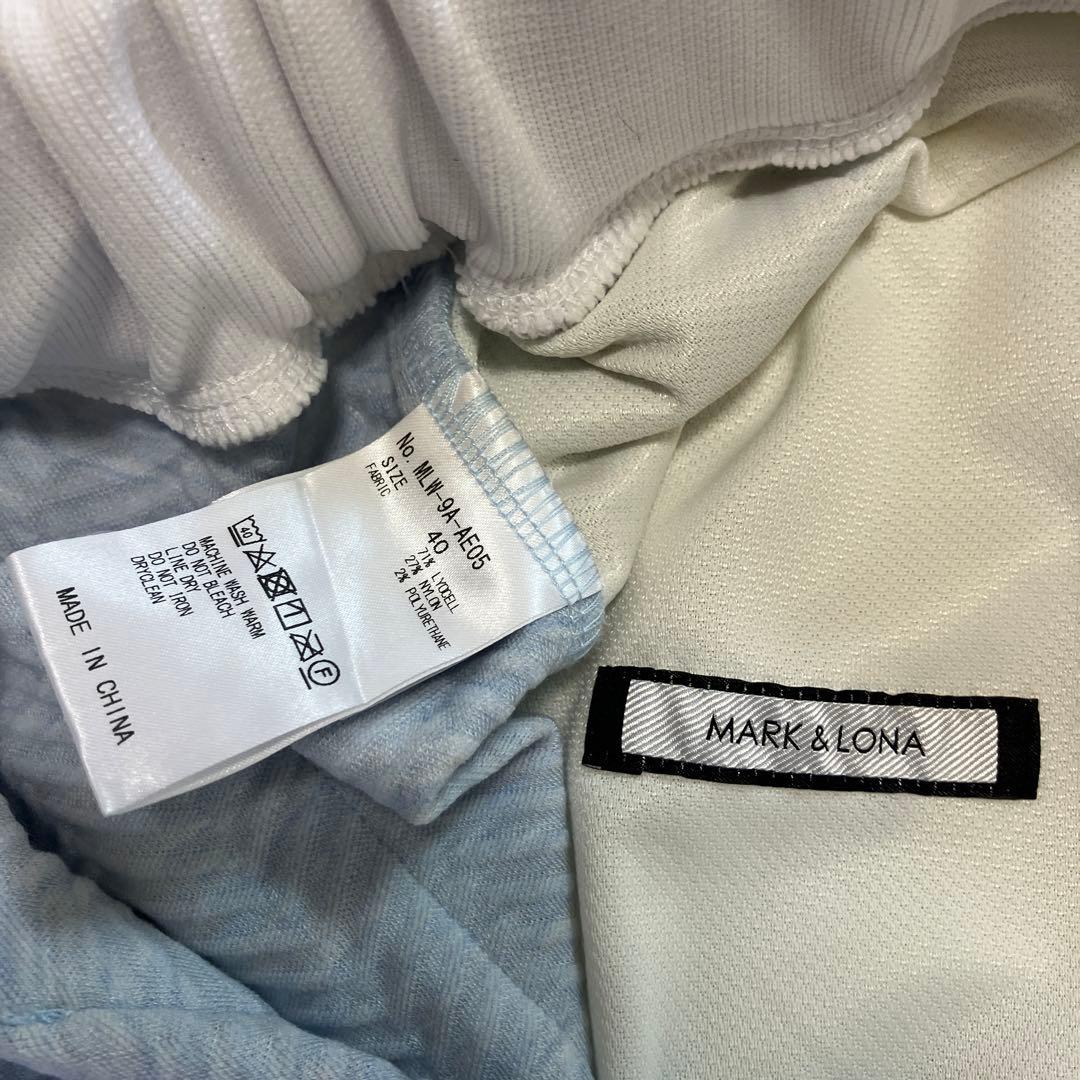 No. MLW-9A-AE05
SIZE 40
FABRIC 71% LYOCELL
27% NYLON
2% POLYURETHANE
40
F
MACHINE WASH WARM
DO NOT BLEACH
LINE DRY
DO NOT IRON
DRYCLEAN
MADE IN CHINA
MARK & LONA